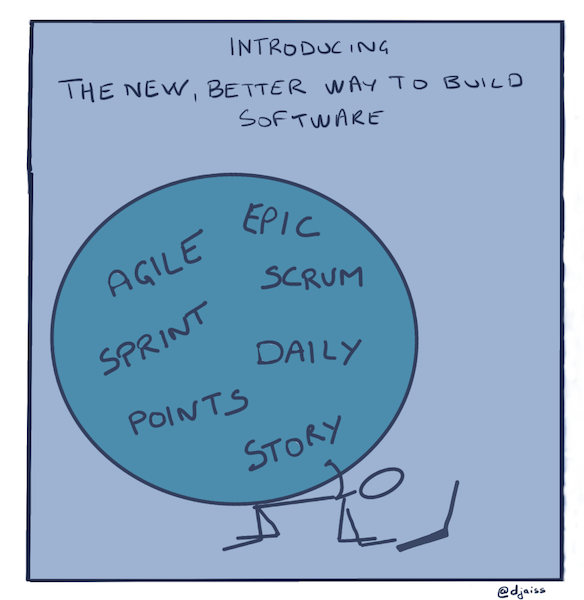 INTRODUCING
THE NEW, BETTER WAY TO BUILD
SOFTWARE
EPIC
AGILE
SCRUM
SPRINT
DAILY
POINTS
STORY
@djaiss